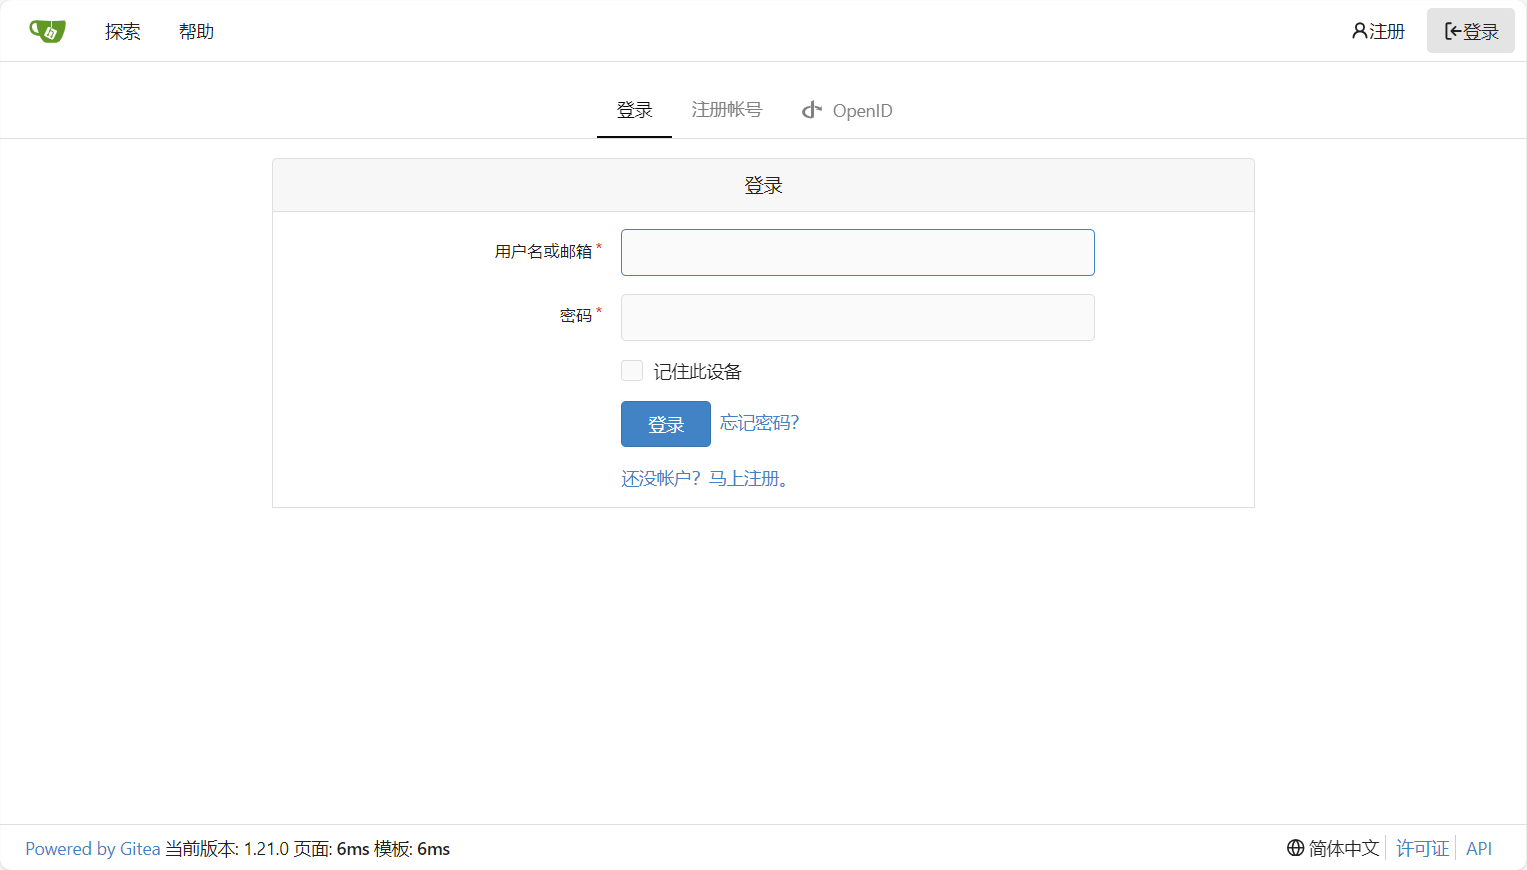 探索 帮助 注册 登录
登录 注册帐号 OpenID
登录
用户名或邮箱 *
密码 *
记住此设备
登录 忘记密码?
还没帐户？马上注册。
Powered by Gitea 当前版本: 1.21.0 页面: 6ms 模板: 6ms 简体中文 许可证 API